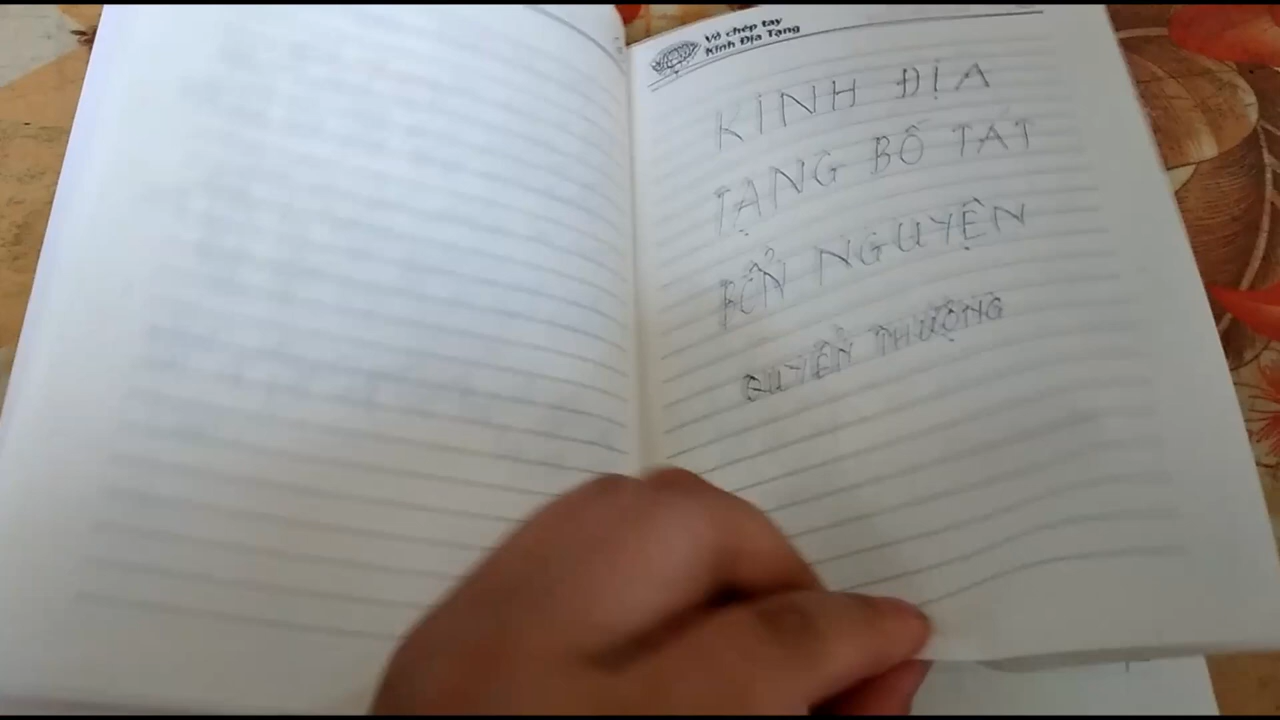 Vở chép tay
Kinh Địa Tạng
KINH ĐỊA
TẠNG BỒ TÁT
BỔN NGUYỆN
QUYỂN THƯỢNG